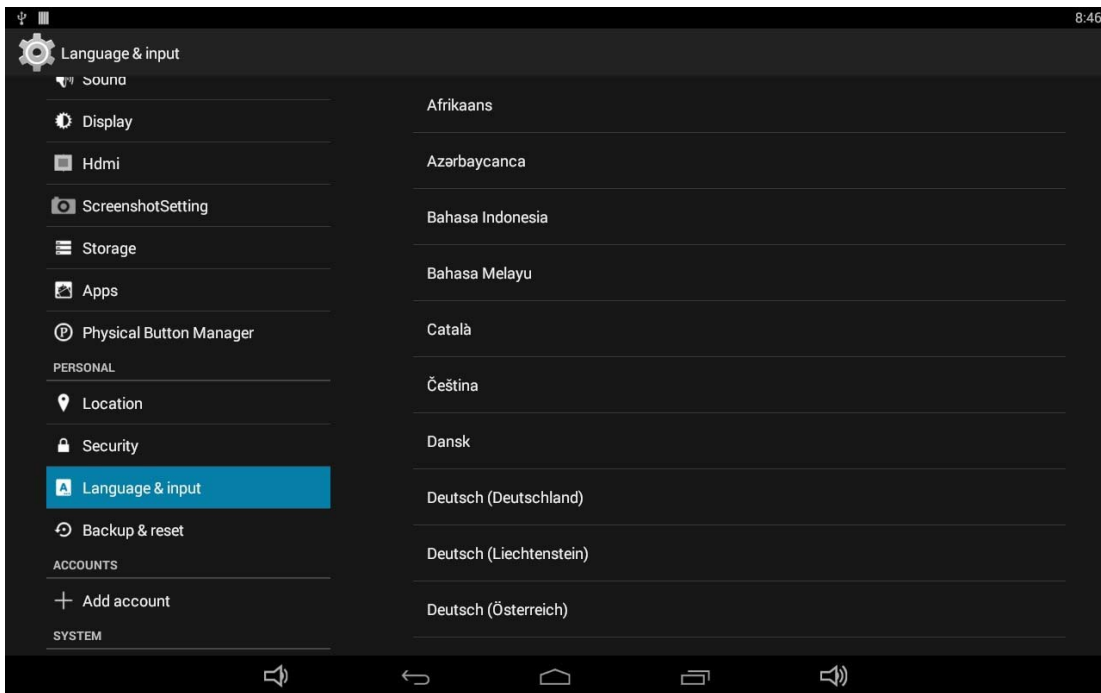 8:46
Language & input
Sound
Display
Hdmi
ScreenshotSetting
Storage
Apps
Physical Button Manager
PERSONAL
Location
Security
Language & input
Backup & reset
ACCOUNTS
Add account
SYSTEM
Afrikaans
Azərbaycanca
Bahasa Indonesia
Bahasa Melayu
Català
Čeština
Dansk
Deutsch (Deutschland)
Deutsch (Liechtenstein)
Deutsch (Österreich)